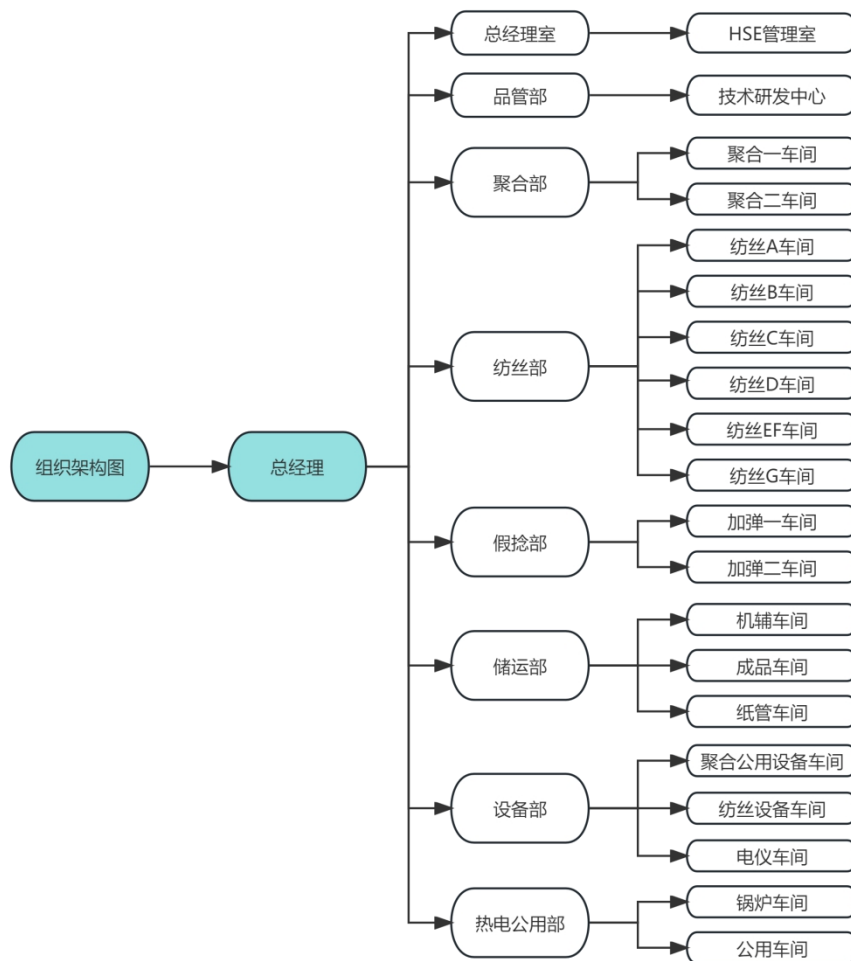 组织架构图
总经理
总经理室
HSE管理室
品管部
技术研发中心
聚合部
聚合一车间
聚合二车间
纺丝部
纺丝A车间
纺丝B车间
纺丝C车间
纺丝D车间
纺丝EF车间
纺丝G车间
假捻部
加弹一车间
加弹二车间
储运部
机辅车间
成品车间
纸管车间
设备部
聚合公用设备车间
纺丝设备车间
电仪车间
热电公用部
锅炉车间
公用车间